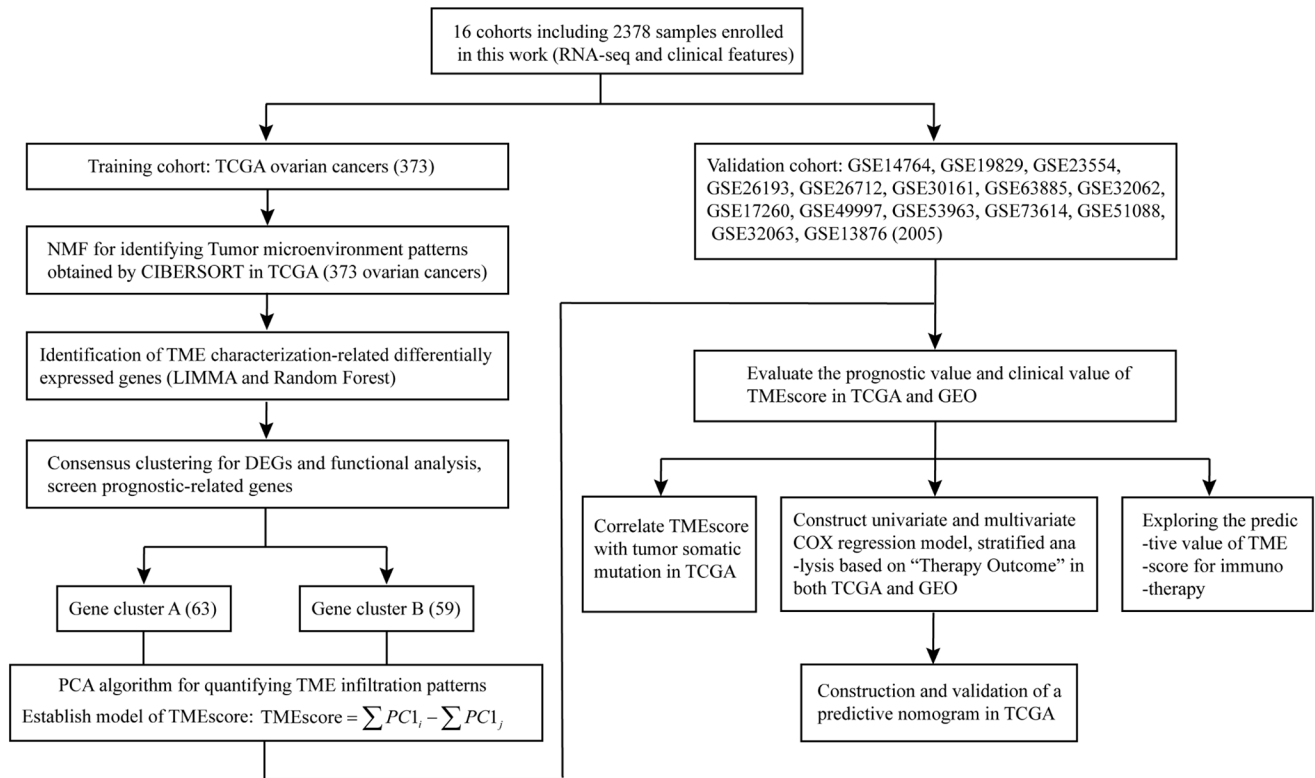 16 cohorts including 2378 samples enrolled
in this work (RNA-seq and clinical features)
Training cohort: TCGA ovarian cancers (373)
NMF for identifying Tumor microenvironment patterns
obtained by CIBERSORT in TCGA (373 ovarian cancers)
Identification of TME characterization-related differentially
expressed genes (LIMMA and Random Forest)
Consensus clustering for DEGs and functional analysis,
screen prognostic-related genes
Gene cluster A (63)
Gene cluster B (59)
PCA algorithm for quantifying TME infiltration patterns
Establish model of TMEscore: TMEscore = ∑ PC1ᵢ − ∑ PC1ⱼ
Validation cohort: GSE14764, GSE19829, GSE23554,
GSE26193, GSE26712, GSE30161, GSE63885, GSE32062,
GSE17260, GSE49997, GSE53963, GSE73614, GSE51088,
GSE32063, GSE13876 (2005)
Evaluate the prognostic value and clinical value of
TMEscore in TCGA and GEO
Correlate TMEscore
with tumor somatic
mutation in TCGA
Construct univariate and multivariate
COX regression model, stratified ana
-lysis based on “Therapy Outcome” in
both TCGA and GEO
Exploring the predic
-tive value of TME
-score for immuno
-therapy
Construction and validation of a
predictive nomogram in TCGA